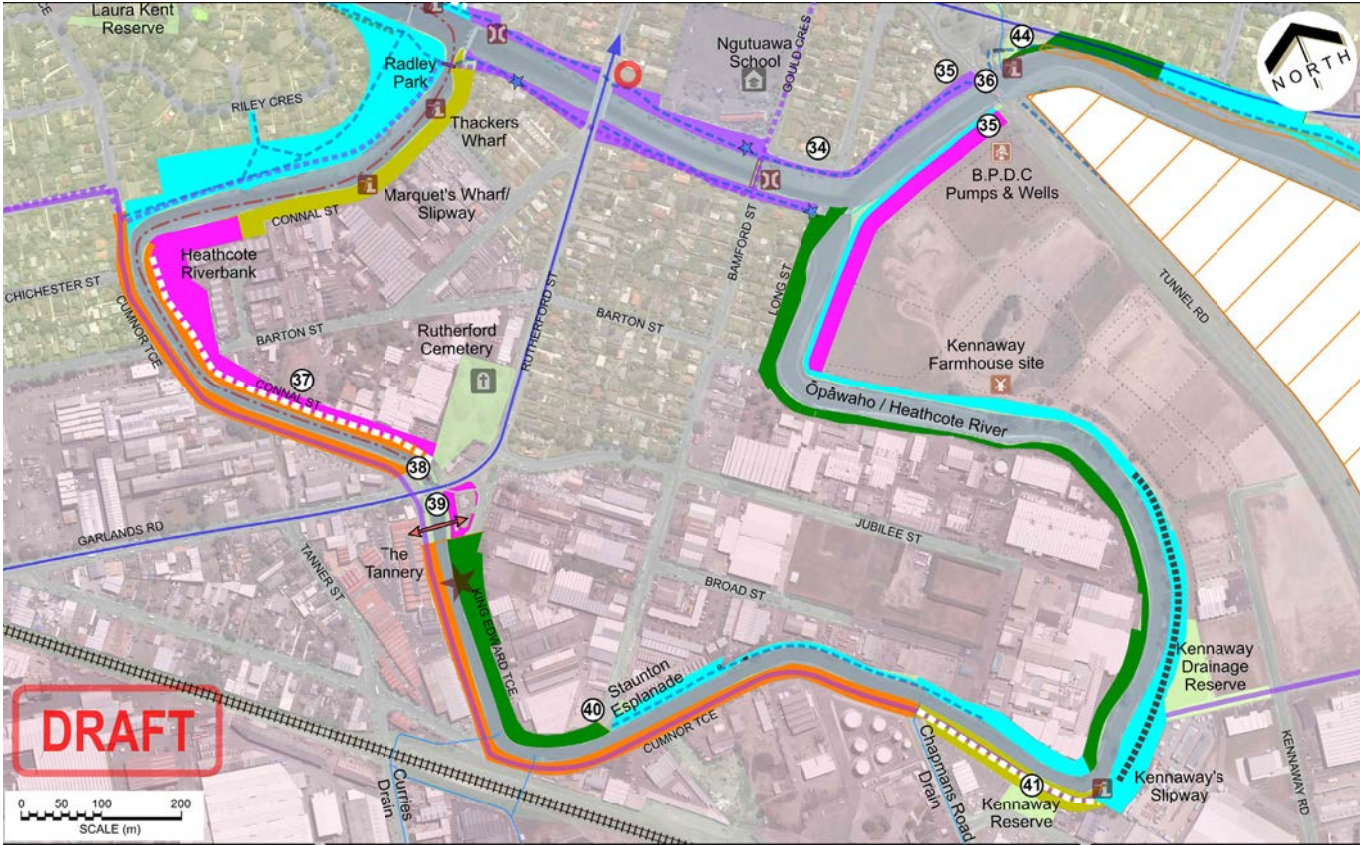 Laura Kent
Reserve
Radley
Park
RILEY CRES
Thackers
Wharf
Marquet's Wharf/
Slipway
CONNAL ST
Heathcote
Riverbank
CHICHESTER ST
CUMNOR TCE
BARTON ST
37
CONNAL ST
38
Rutherford
Cemetery
RUTHERFORD ST
BARTON ST
Ngutuawa
School
GOULD CRES
34
35
36
44
NORTH
35
B.P.D.C
Pumps & Wells
BAMFORD ST
LONG ST
TUNNEL RD
Kennaway
Farmhouse site
Ōpāwaho / Heathcote River
39
GARLANDS RD
The
Tannery
TANNER ST
KING EDWARD TCE
JUBILEE ST
BROAD ST
40
Staunton
Esplanade
CUMNOR TCE
Kennaway
Drainage
Reserve
KENNAWAY RD
Chapmans Road
Drain
41
Kennaway
Reserve
Kennaway's
Slipway
Curries
Drain
DRAFT
0 50 100 200
SCALE (m)